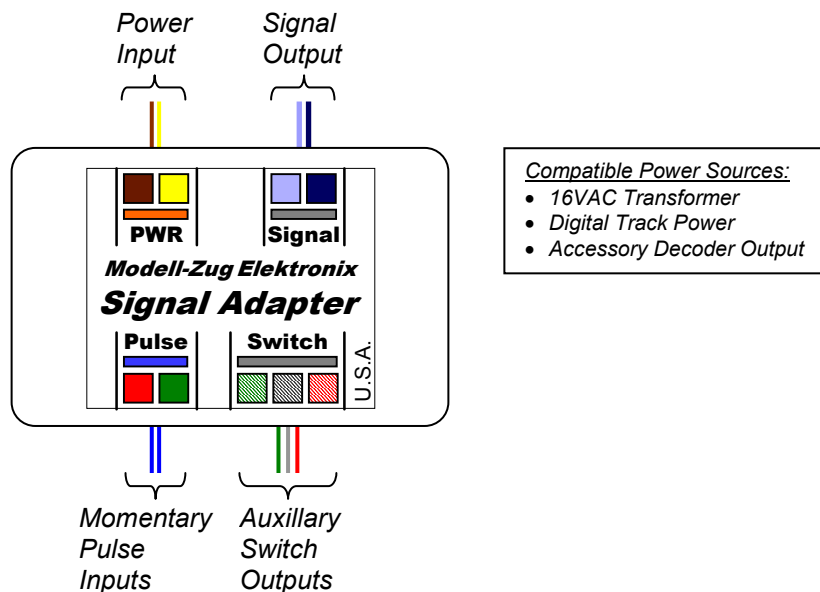 Power
Input
Signal
Output
PWR
Signal
Modell-Zug Elektronix
Signal Adapter
Pulse
Switch
U.S.A.
Momentary
Pulse
Inputs
Auxillary
Switch
Outputs
Compatible Power Sources:
• 16VAC Transformer
• Digital Track Power
• Accessory Decoder Output